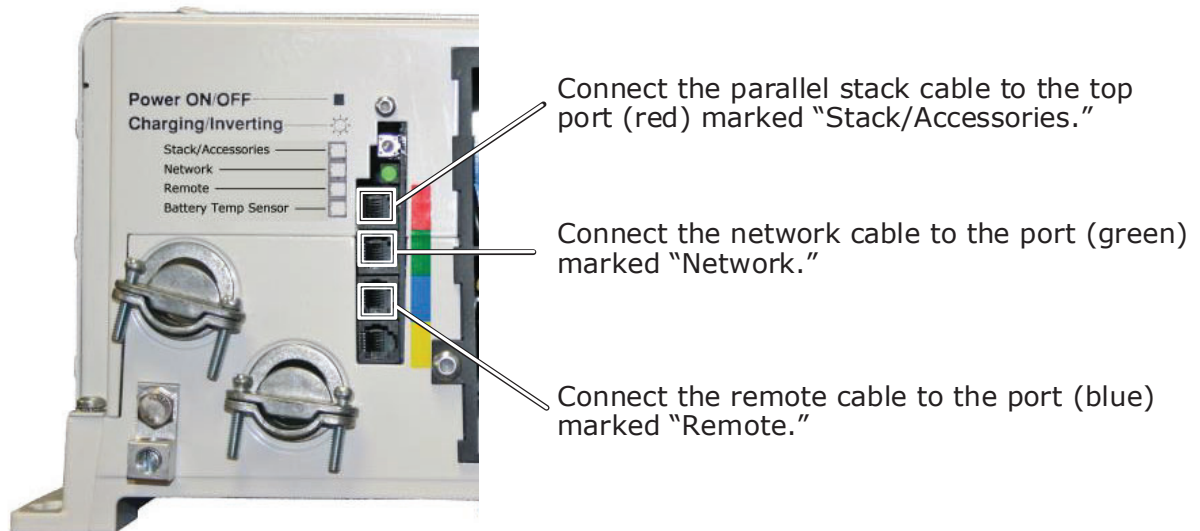 Power ON/OFF
Charging/Inverting
Stack/Accessories
Network
Remote
Battery Temp Sensor
Connect the parallel stack cable to the top
port (red) marked “Stack/Accessories.”
Connect the network cable to the port (green)
marked “Network.”
Connect the remote cable to the port (blue)
marked “Remote.”